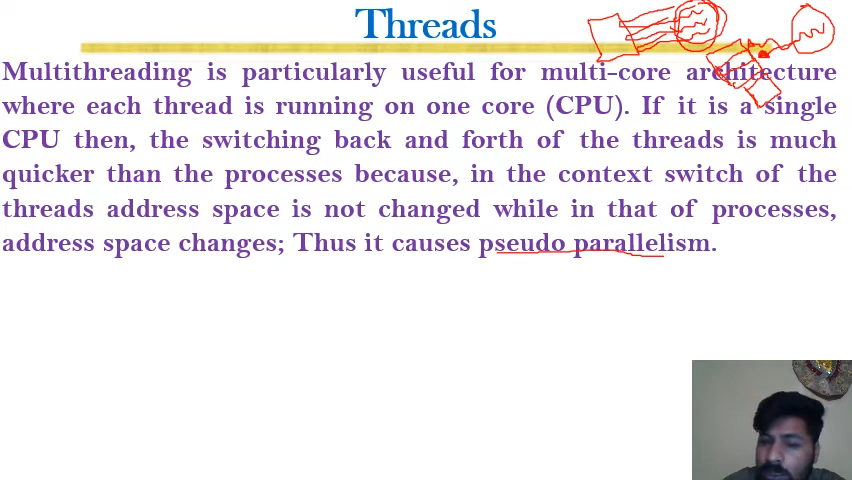 Threads
Multithreading is particularly useful for multi-core architecture
where each thread is running on one core (CPU). If it is a single
CPU then, the switching back and forth of the threads is much
quicker than the processes because, in the context switch of the
threads address space is not changed while in that of processes,
address space changes; Thus it causes pseudo parallelism.